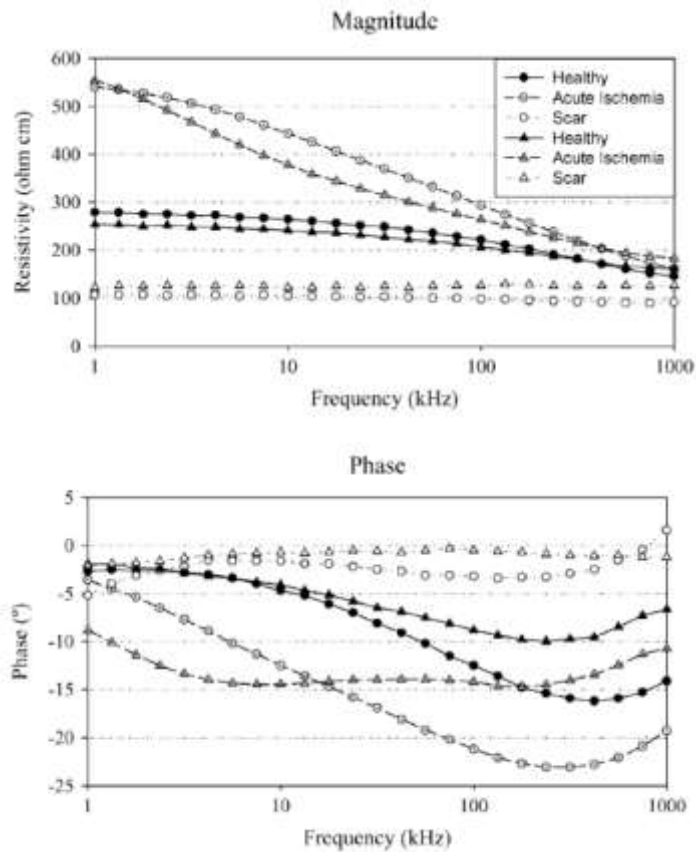 Magnitude
600
500
400
300
200
100
0
Resistivity (ohm cm)
Healthy
Acute Ischemia
Scar
Healthy
Acute Ischemia
Scar
1
10
100
1000
Frequency (kHz)
Phase
5
0
-5
-10
-15
-20
-25
Phase (º)
1
10
100
1000
Frequency (kHz)